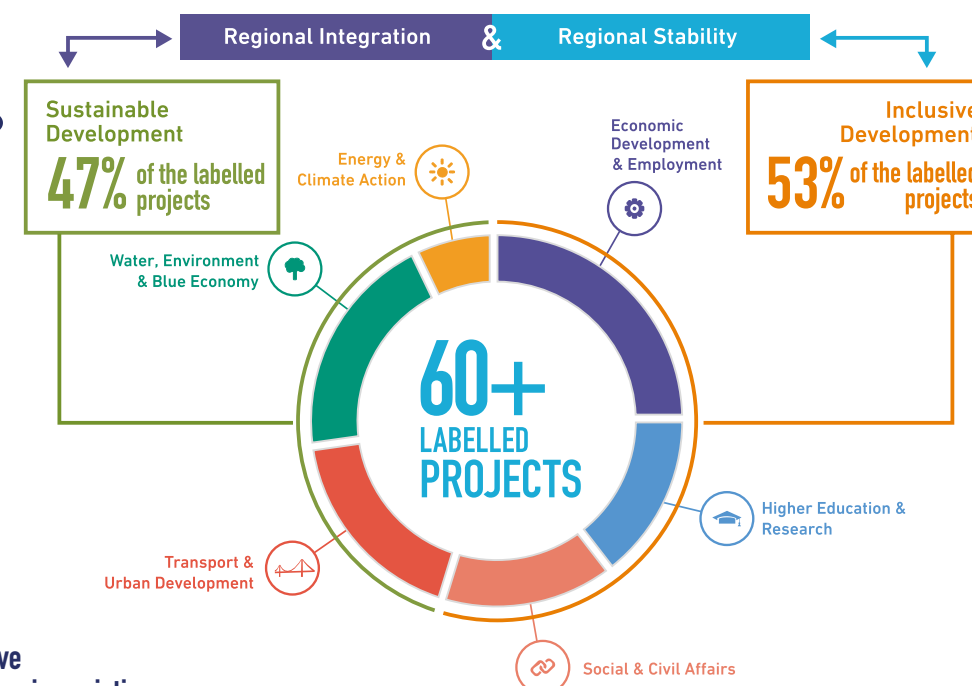 Regional Integration & Regional Stability
Sustainable
Development
47% of the labelled
projects
Inclusive
Development
53% of the labelled
projects
Economic
Development
& Employment
Energy &
Climate Action
Water, Environment
& Blue Economy
60+
LABELLED
PROJECTS
Higher Education &
Research
Transport &
Urban Development
Social & Civil Affairs